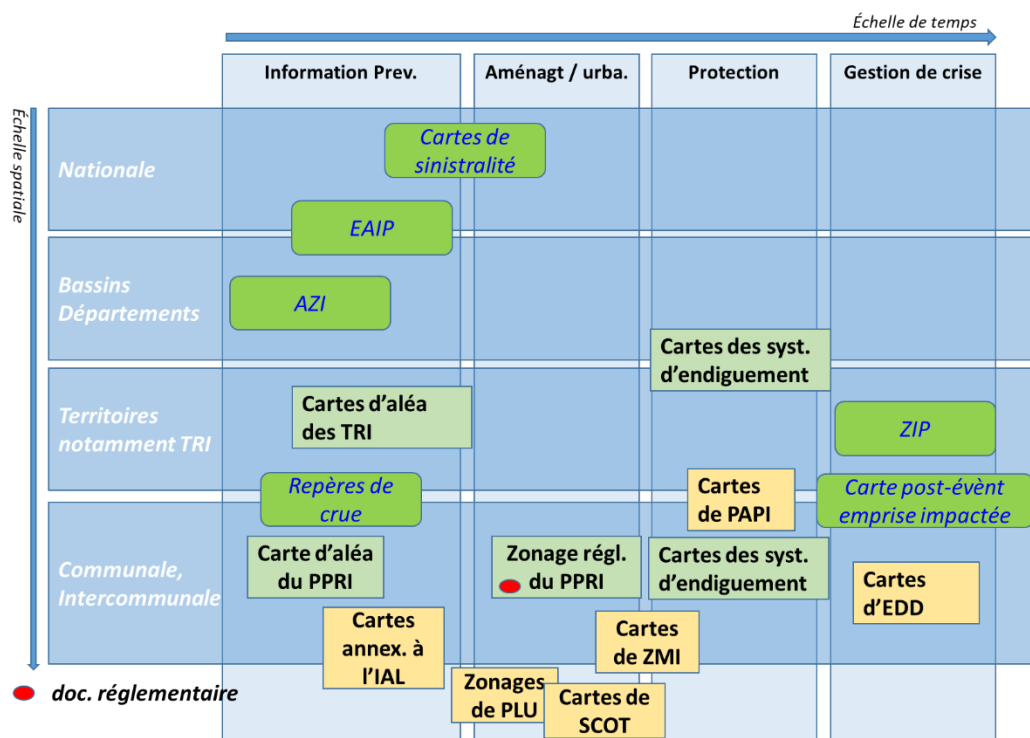 Échelle de temps
Information Prev.
Aménagt / urba.
Protection
Gestion de crise
Échelle spatiale
Nationale
Cartes de
sinistralité
EAIP
Bassins
Départements
AZI
Cartes des syst.
d’endiguement
Territoires
notamment TRI
Cartes d’aléa
des TRI
ZIP
Repères de
crue
Cartes
de PAPI
Carte post-évènt
emprise impactée
Communale,
Intercommunale
Carte d’aléa
du PPRI
Zonage régl.
du PPRI
Cartes des syst.
d’endiguement
Cartes
d’EDD
Cartes
annex. à
l’IAL
Cartes
de ZMI
Zonages
de PLU
Cartes de
SCOT
doc. réglementaire